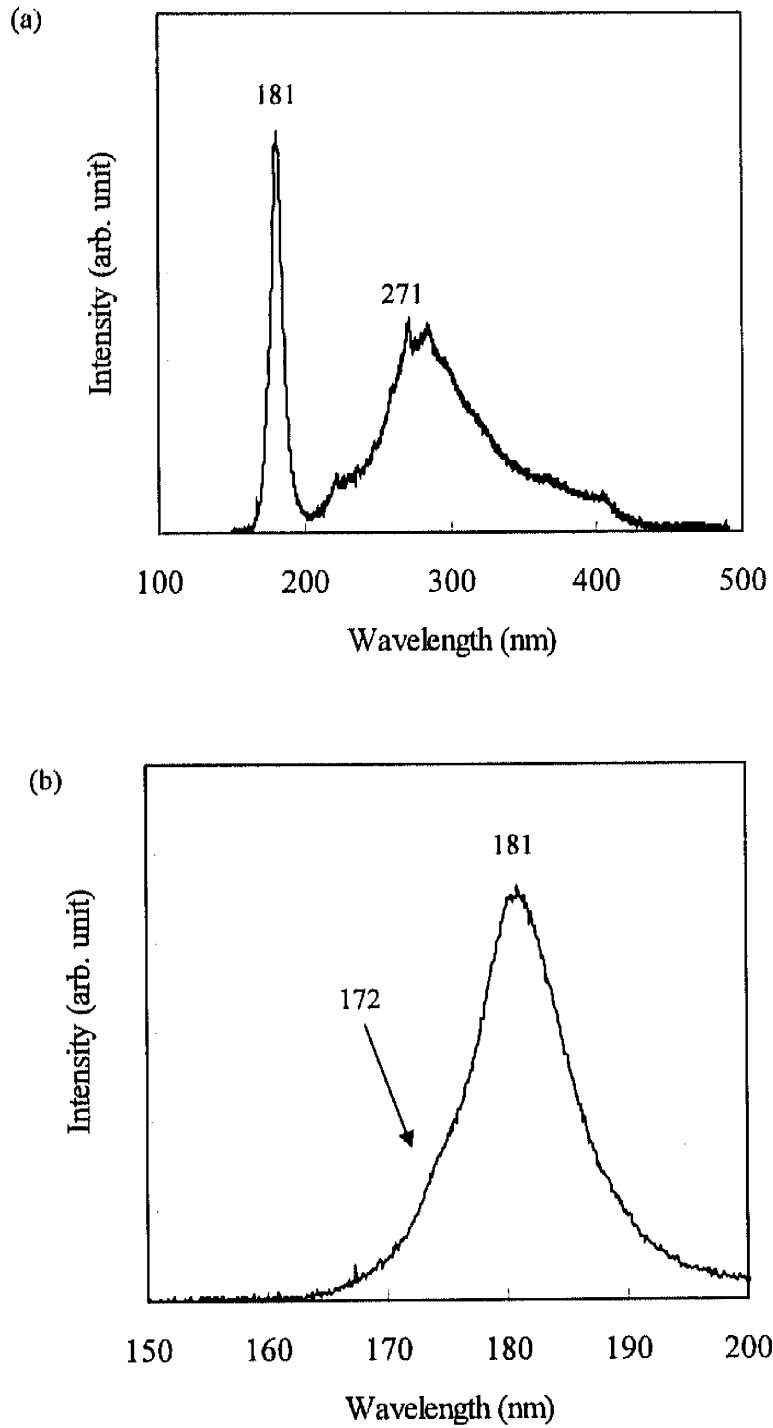 (a)
181
271
Intensity (arb. unit)
100 200 300 400 500
Wavelength (nm)
(b)
181
172
Intensity (arb. unit)
150 160 170 180 190 200
Wavelength (nm)